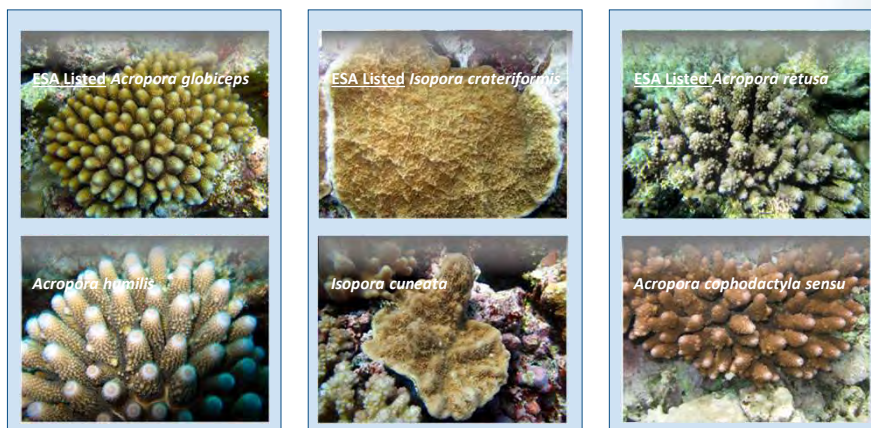 ESA Listed Acropora globiceps
ESA Listed Isopora crateriformis
ESA Listed Acropora retusa
Acropora humilis
Isopora cuneata
Acropora cophodactyla sensu